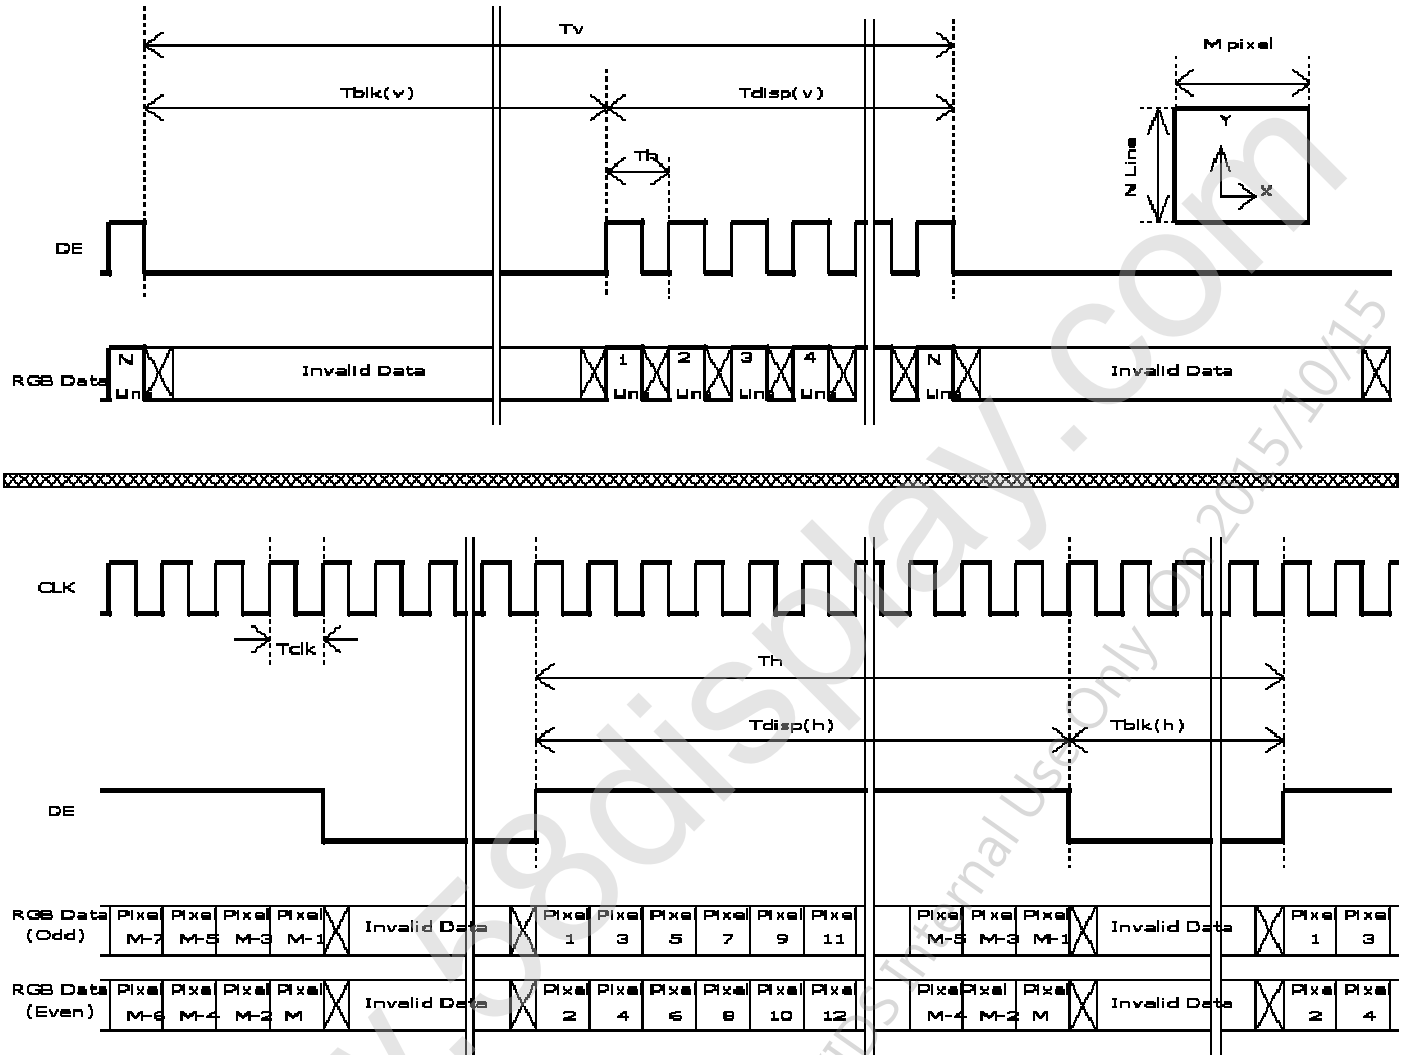 Tv
M pixel
Tblk(v)
Tdisp(v)
Y
N Line
Th
X
DE
N 1 2 3 4 N
RGB Data Invalid Data Invalid Data
Line Line Line Line Line Line
CLK
Tclk
Th
Tdisp(h) Tblk(h)
DE
RGB Data Pixel Pixel Pixel Pixel Invalid Data Pixel Pixel Pixel Pixel Pixel Pixel Pixel Pixel Pixel Invalid Data Pixel Pixel
(Odd) M-7 M-5 M-3 M-1 1 3 5 7 9 11 M-5 M-3 M-1 1 3
RGB Data Pixel Pixel Pixel Pixel Invalid Data Pixel Pixel Pixel Pixel Pixel Pixel Pixel Pixel Pixel Invalid Data Pixel Pixel
(Even) M-6 M-4 M-2 M 2 4 6 8 10 12 M-4 M-2 M 2 4
.58display.com
Internal Use Only On 2015/10/15